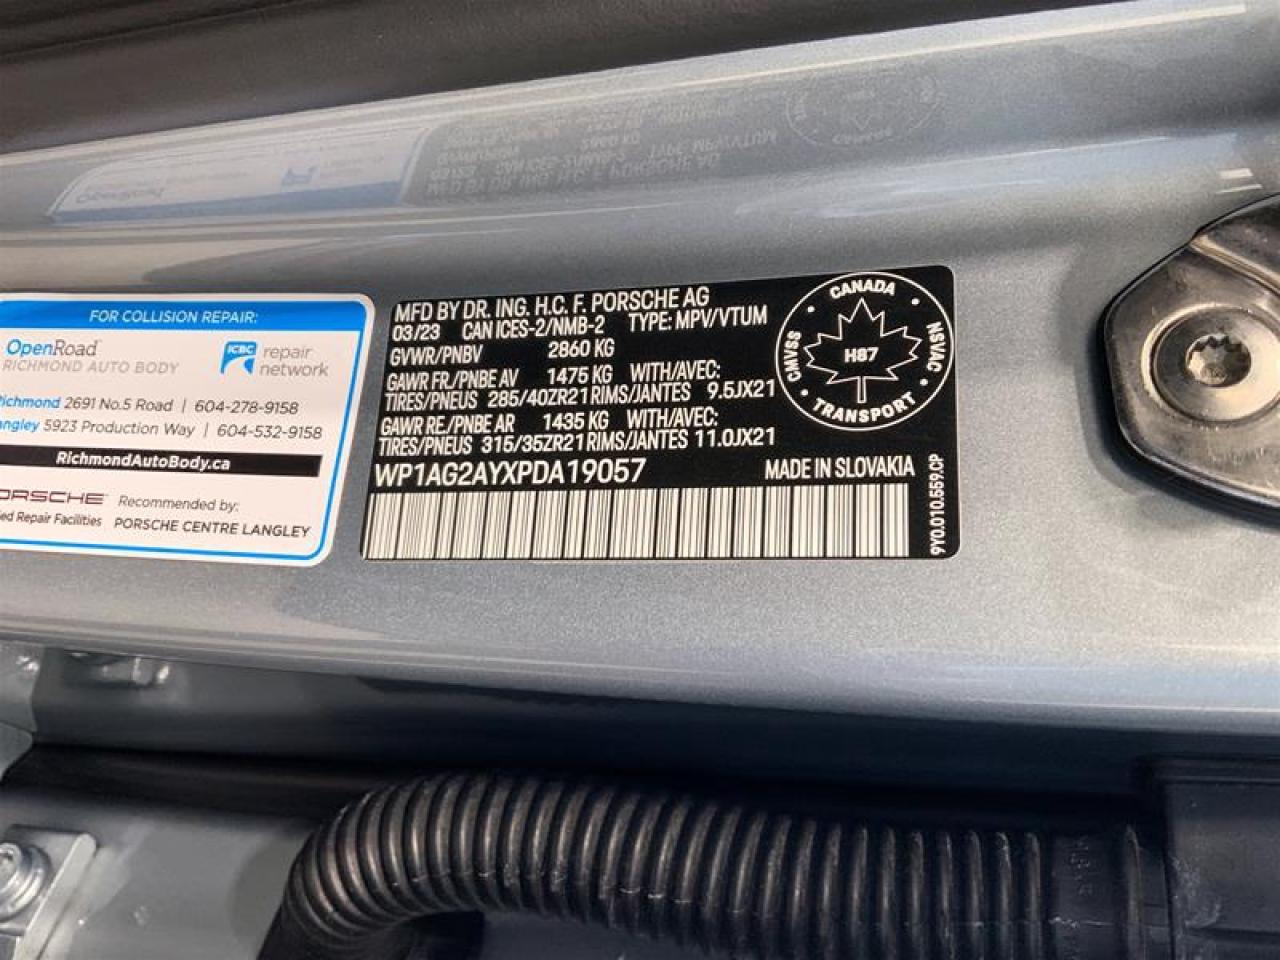 FOR COLLISION REPAIR:
OpenRoad
RICHMOND AUTO BODY
ICBC repair
network
Richmond 2691 No.5 Road | 604-278-9158
5923 Production Way | 604-532-9158
RichmondAutoBody.ca
Recommended by:
Repair Facilities PORSCHE CENTRE LANGLEY
MFD BY DR. ING. H.C. F. PORSCHE AG
03/23 CAN ICES-2/NMB-2 TYPE: MPV/VTUM
GVWR/PNBV 2860 KG
GAWR FR./PNBE AV 1475 KG WITH/AVEC:
TIRES/PNEUS 285/40ZR21 RIMS/JANTES 9.5JX21
GAWR RE./PNBE AR 1435 KG WITH/AVEC:
TIRES/PNEUS 315/35ZR21 RIMS/JANTES 11.0JX21
WP1AG2AYXPDA19057 MADE IN SLOVAKIA
CANADA
CMVSS
H87
NSVAC
TRANSPORT
9Y0.010.559.CP